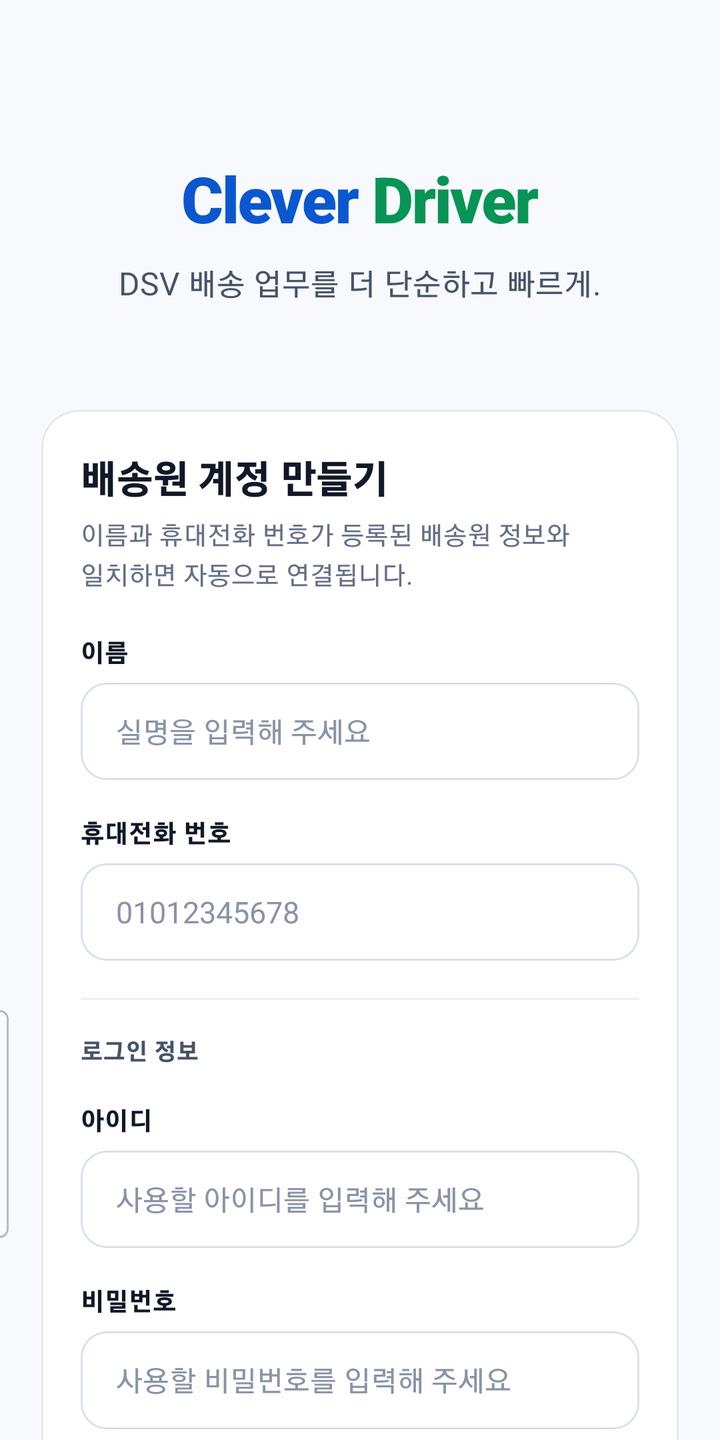 Clever Driver
DSV 배송 업무를 더 단순하고 빠르게.
배송원 계정 만들기
이름과 휴대전화 번호가 등록된 배송원 정보와
일치하면 자동으로 연결됩니다.
이름
실명을 입력해 주세요
휴대전화 번호
01012345678
로그인 정보
아이디
사용할 아이디를 입력해 주세요
비밀번호
사용할 비밀번호를 입력해 주세요